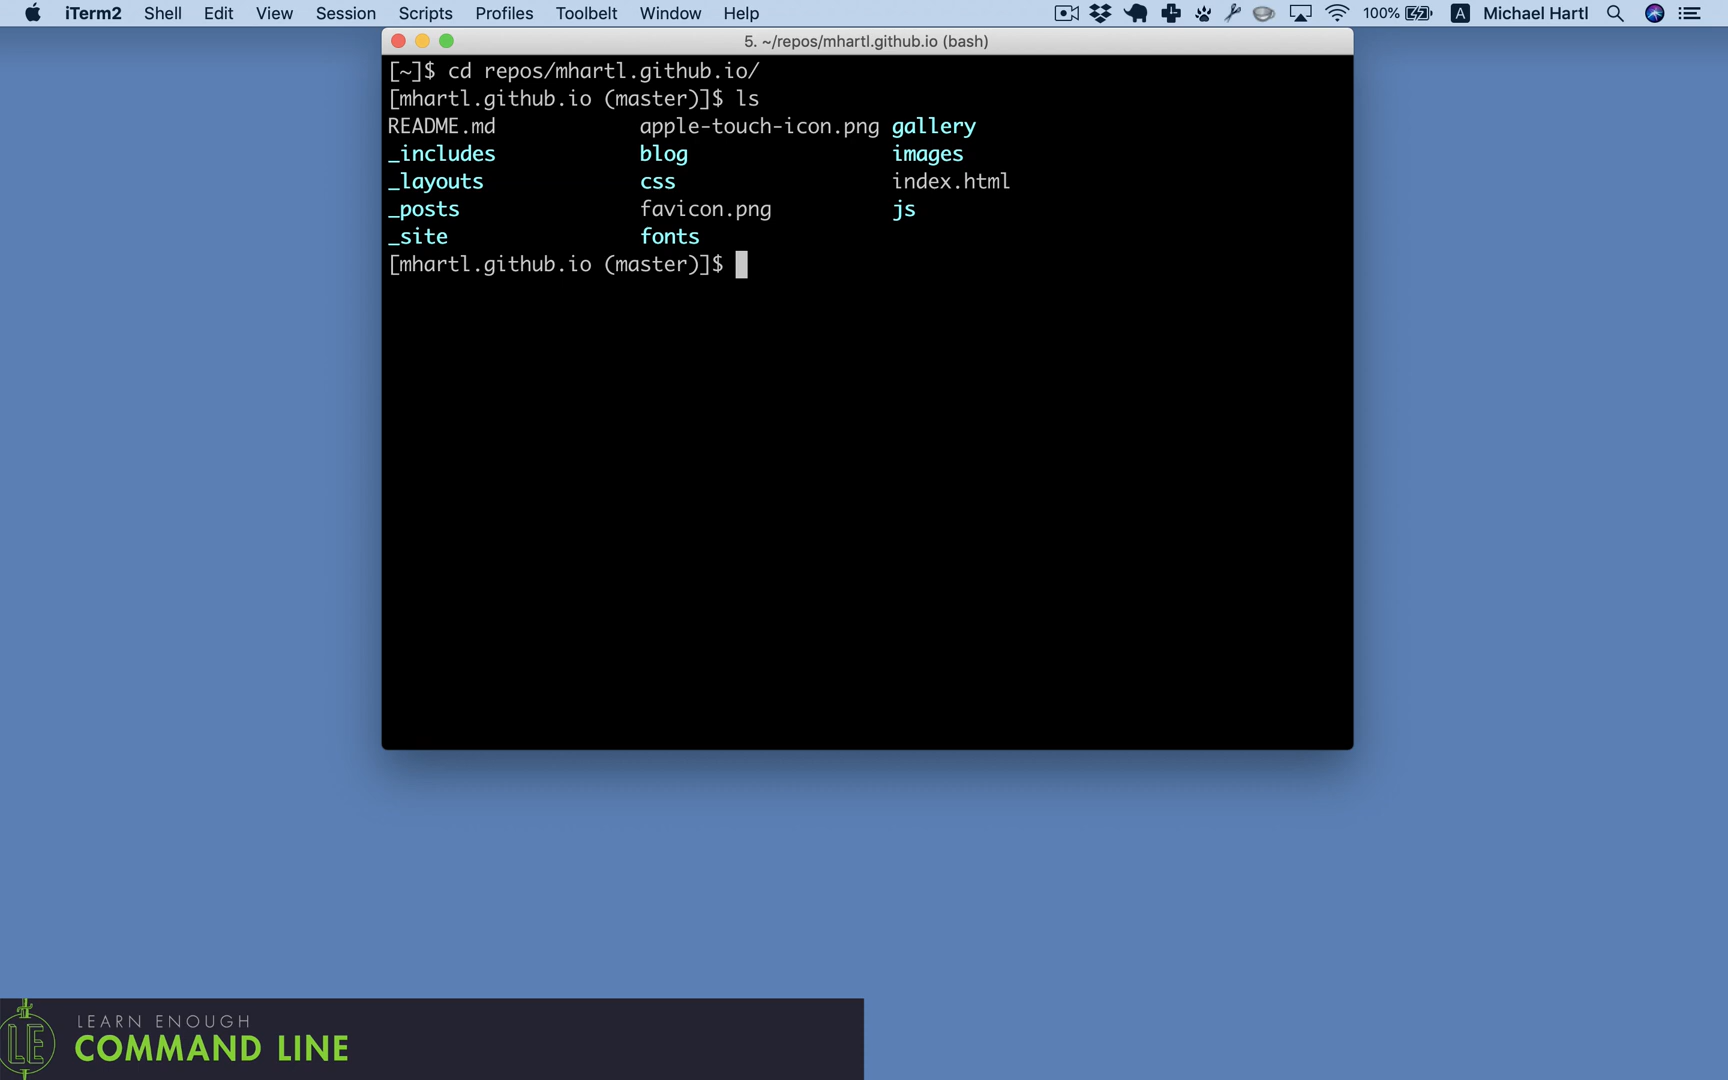 iTerm2 Shell Edit View Session Scripts Profiles Toolbelt Window Help 100% A Michael Hartl
5. ~/repos/mhartl.github.io (bash)
[~]$ cd repos/mhartl.github.io/
[mhartl.github.io (master)]$ ls
README.md apple-touch-icon.png gallery
_includes blog images
_layouts css index.html
_posts favicon.png js
_site fonts
[mhartl.github.io (master)]$
LE
LEARN ENOUGH
COMMAND LINE